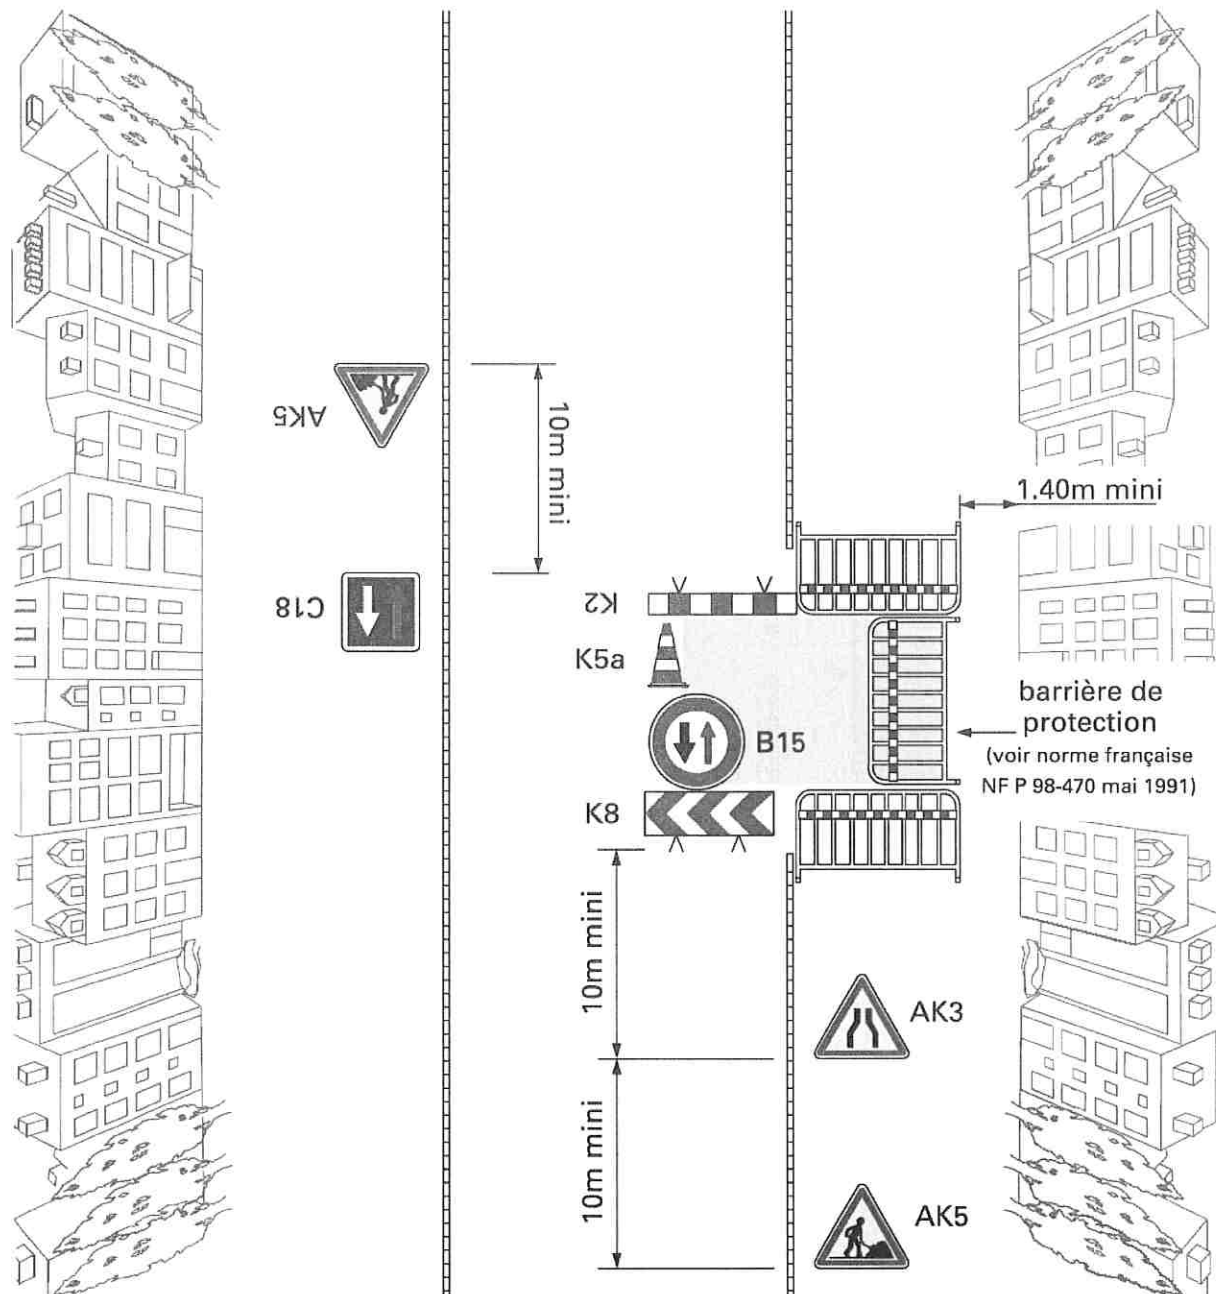 AK5
10m mini
1.40m mini
C18
K2
K5a
barrière de
protection
(voir norme française
NF P 98-470 mai 1991)
B15
K8
10m mini
AK3
10m mini
AK5